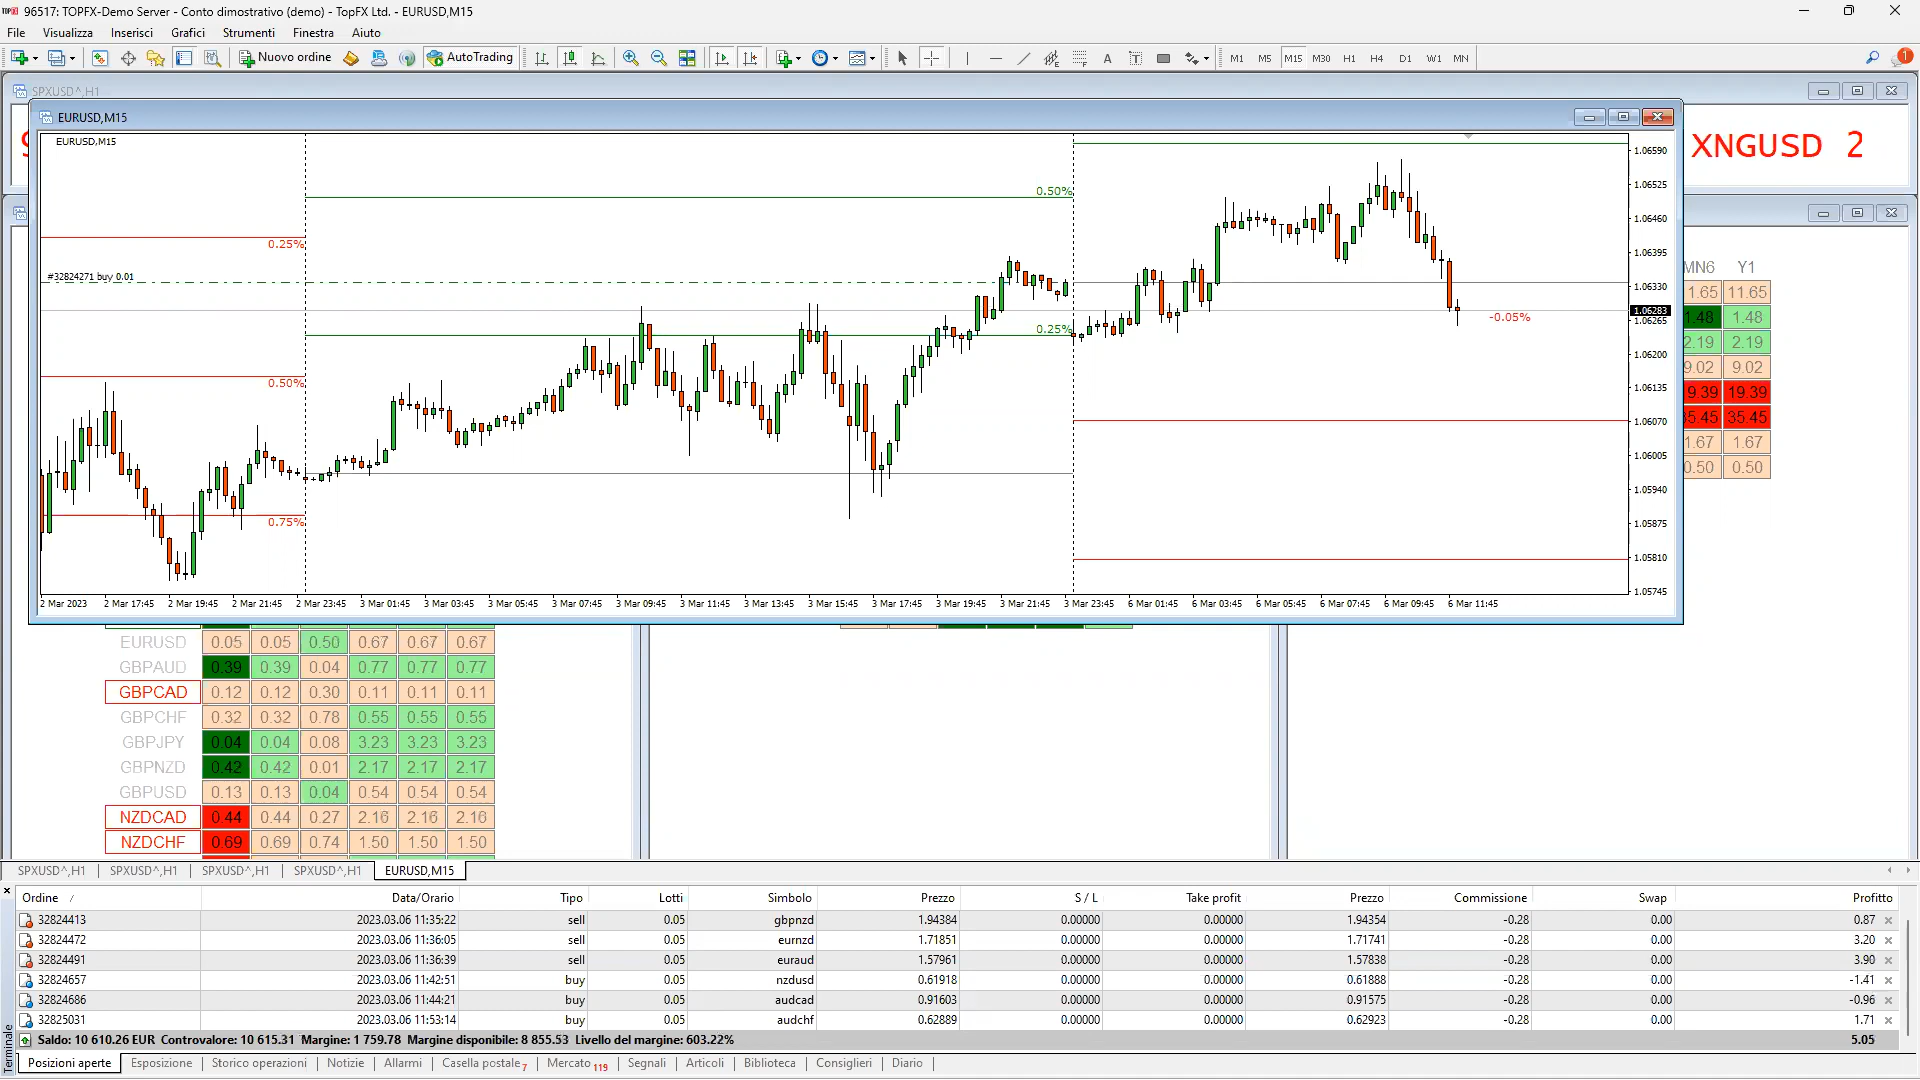 96517: TOPFX-Demo Server - Conto dimostrativo (demo) - TopFX Ltd. - EURUSD,M15
File Visualizza Inserisci Grafici Strumenti Finestra Aiuto
Nuovo ordine AutoTrading A T M1 M5 M15 M30 H1 H4 D1 W1 MN 1
SPXUSD^,H1
EURUSD,M15
XNGUSD 2
EURUSD,M15
1.06590
1.06525
1.06460
1.06395
1.06330
1.06283
1.06265
1.06200
1.06135
1.06070
1.06005
1.05940
1.05875
1.05810
1.05745
0.50%
0.25%
#32824271 buy 0.01
0.25%
-0.05%
0.50%
0.75%
2 Mar 2023 2 Mar 17:45 2 Mar 19:45 2 Mar 21:45 2 Mar 23:45 3 Mar 01:45 3 Mar 03:45 3 Mar 05:45 3 Mar 07:45 3 Mar 09:45 3 Mar 11:45 3 Mar 13:45 3 Mar 15:45 3 Mar 17:45 3 Mar 19:45 3 Mar 21:45 3 Mar 23:45 6 Mar 01:45 6 Mar 03:45 6 Mar 05:45 6 Mar 07:45 6 Mar 09:45 6 Mar 11:45
MN6 Y1
1.65 11.65
1.48 1.48
2.19 2.19
9.02 9.02
9.39 19.39
35.45 35.45
1.67 1.67
0.50 0.50
EURUSD 0.05 0.05 0.50 0.67 0.67 0.67
GBPAUD 0.39 0.39 0.04 0.77 0.77 0.77
GBPCAD 0.12 0.12 0.30 0.11 0.11 0.11
GBPCHF 0.32 0.32 0.78 0.55 0.55 0.55
GBPJPY 0.04 0.04 0.08 3.23 3.23 3.23
GBPNZD 0.42 0.42 0.01 2.17 2.17 2.17
GBPUSD 0.13 0.13 0.04 0.54 0.54 0.54
NZDCAD 0.44 0.44 0.27 2.16 2.16 2.16
NZDCHF 0.69 0.69 0.74 1.50 1.50 1.50
SPXUSD^,H1 SPXUSD^,H1 SPXUSD^,H1 SPXUSD^,H1 EURUSD,M15
Ordine / Data/Orario Tipo Lotti Simbolo Prezzo S / L Take profit Prezzo Commissione Swap Profitto
32824413 2023.03.06 11:35:22 sell 0.05 gbpnzd 1.94384 0.00000 0.00000 1.94354 -0.28 0.00 0.87
32824472 2023.03.06 11:36:05 sell 0.05 eurnzd 1.71851 0.00000 0.00000 1.71741 -0.28 0.00 3.20
32824491 2023.03.06 11:36:39 sell 0.05 euraud 1.57961 0.00000 0.00000 1.57838 -0.28 0.00 3.90
32824657 2023.03.06 11:42:51 buy 0.05 nzdusd 0.61918 0.00000 0.00000 0.61888 -0.28 0.00 -1.41
32824686 2023.03.06 11:44:21 buy 0.05 audcad 0.91603 0.00000 0.00000 0.91575 -0.28 0.00 -0.96
32825031 2023.03.06 11:53:14 buy 0.05 audchf 0.62889 0.00000 0.00000 0.62923 -0.28 0.00 1.71
Saldo: 10 610.26 EUR Controvalore: 10 615.31 Margine: 1 759.78 Margine disponibile: 8 855.53 Livello del margine: 603.22% 5.05
Terminale
Posizioni aperte Esposizione Storico operazioni Notizie Allarmi Casella postale 7 Mercato 119 Segnali Articoli Biblioteca Consiglieri Diario